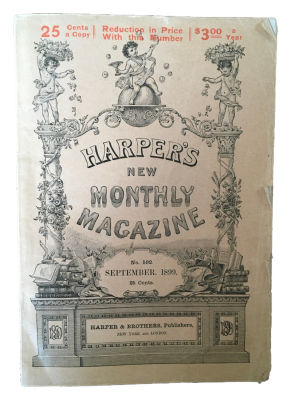 25 Cents a Copy
Reduction in Price With this Number
$3.00 a Year
HARPER'S
NEW
MONTHLY
MAGAZINE
No. 592
SEPTEMBER, 1899.
25 Cents.
HARPER & BROTHERS, Publishers,
NEW YORK AND LONDON.